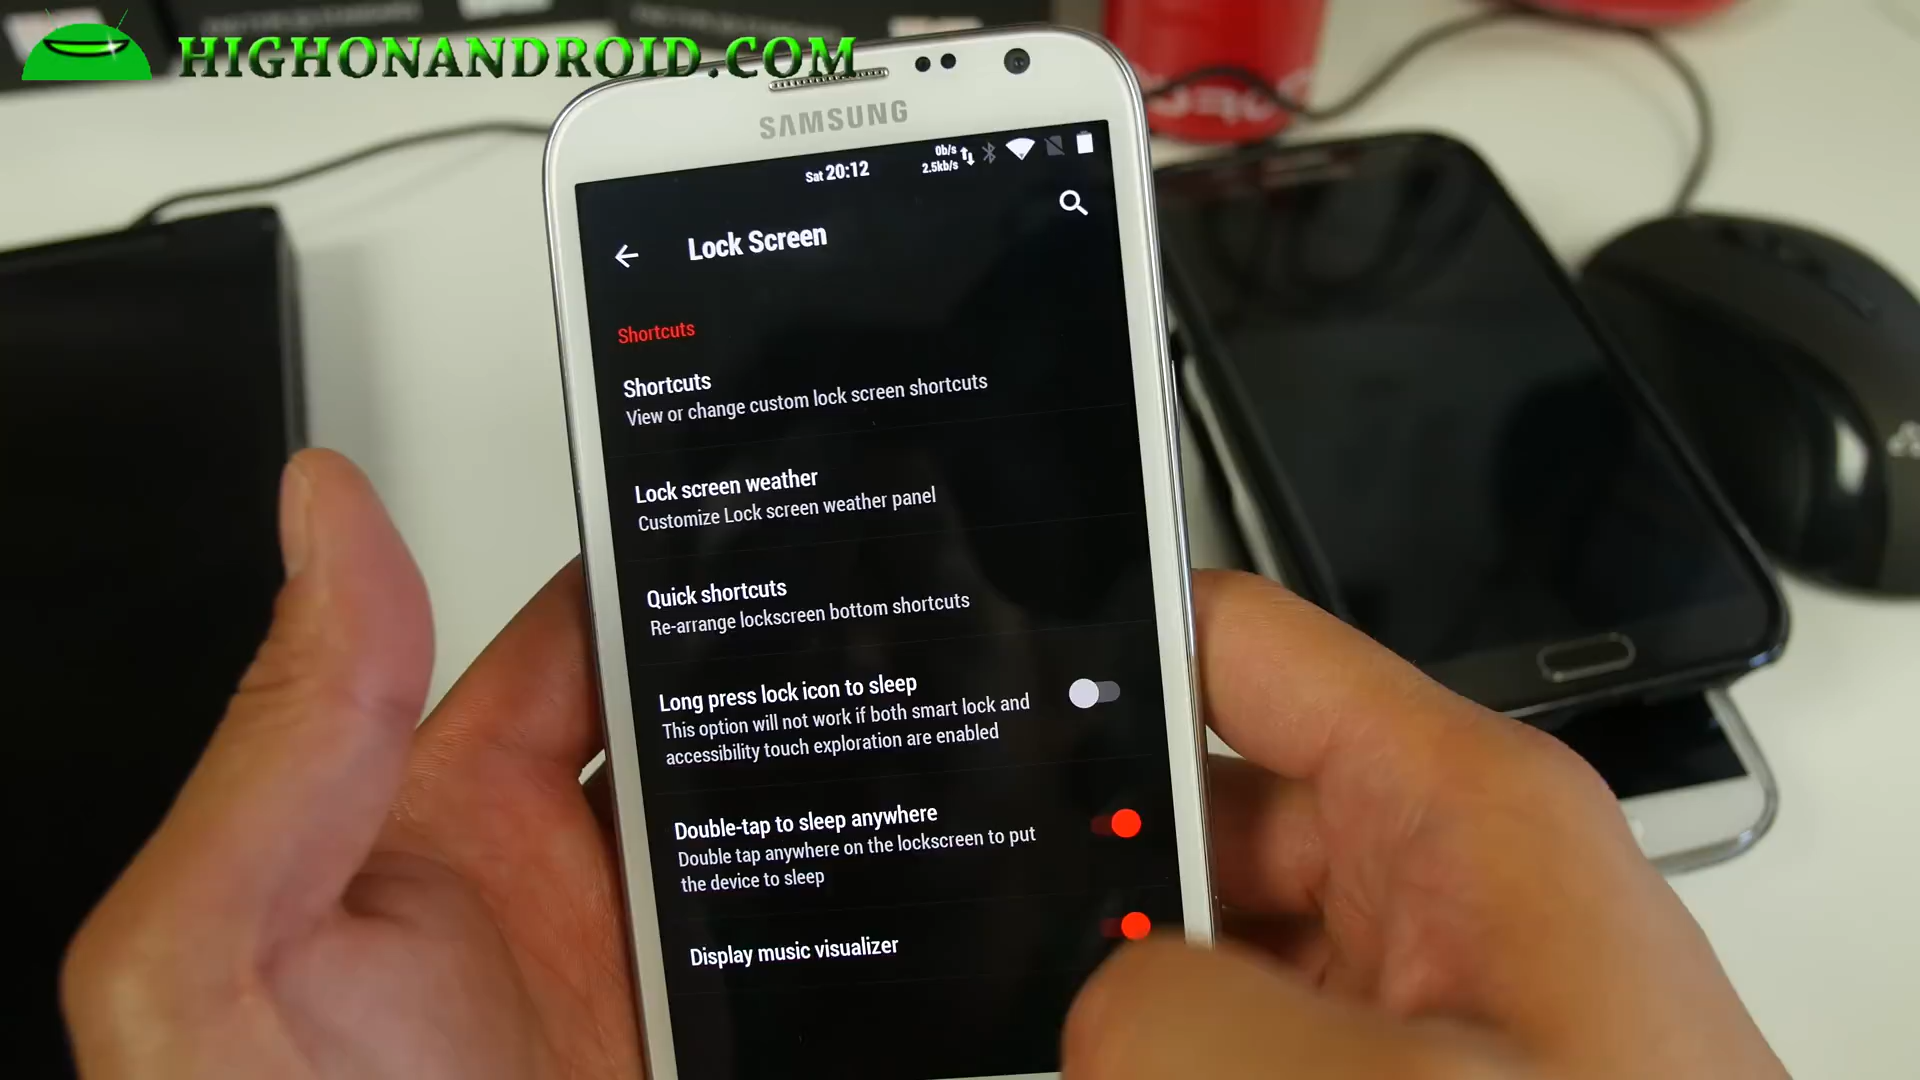 HIGHONANDROID.COM
SAMSUNG
Sat 20:12
0b/s
2.5kb/s
Lock Screen
Shortcuts
Shortcuts
View or change custom lock screen shortcuts
Lock screen weather
Customize Lock screen weather panel
Quick shortcuts
Re-arrange lockscreen bottom shortcuts
Long press lock icon to sleep
This option will not work if both smart lock and
accessibility touch exploration are enabled
Double-tap to sleep anywhere
Double tap anywhere on the lockscreen to put
the device to sleep
Display music visualizer